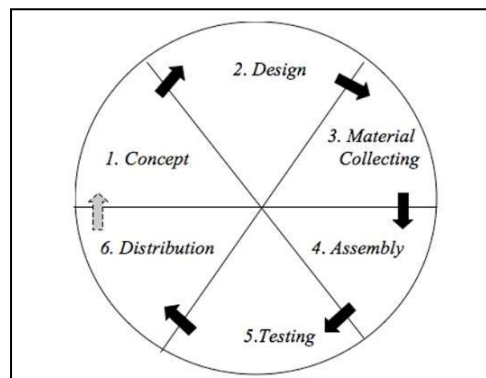 1. Concept
2. Design
3. Material
Collecting
4. Assembly
5.Testing
6. Distribution